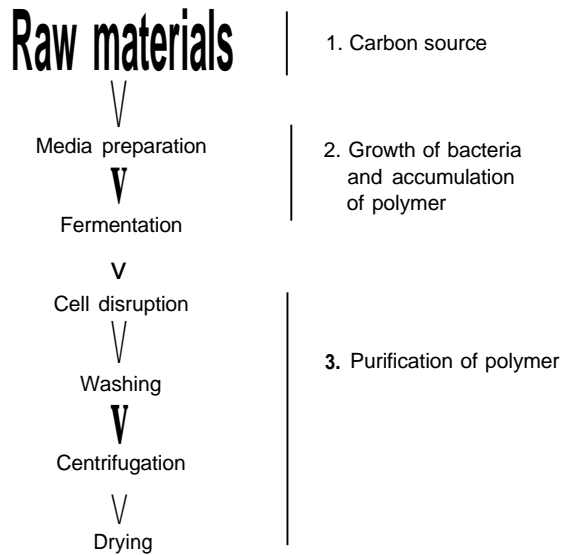 Raw materials
1. Carbon source
V
Media preparation
2. Growth of bacteria
and accumulation
of polymer
V
Fermentation
V
Cell disruption
V
Washing
3. Purification of polymer
V
Centrifugation
V
Drying